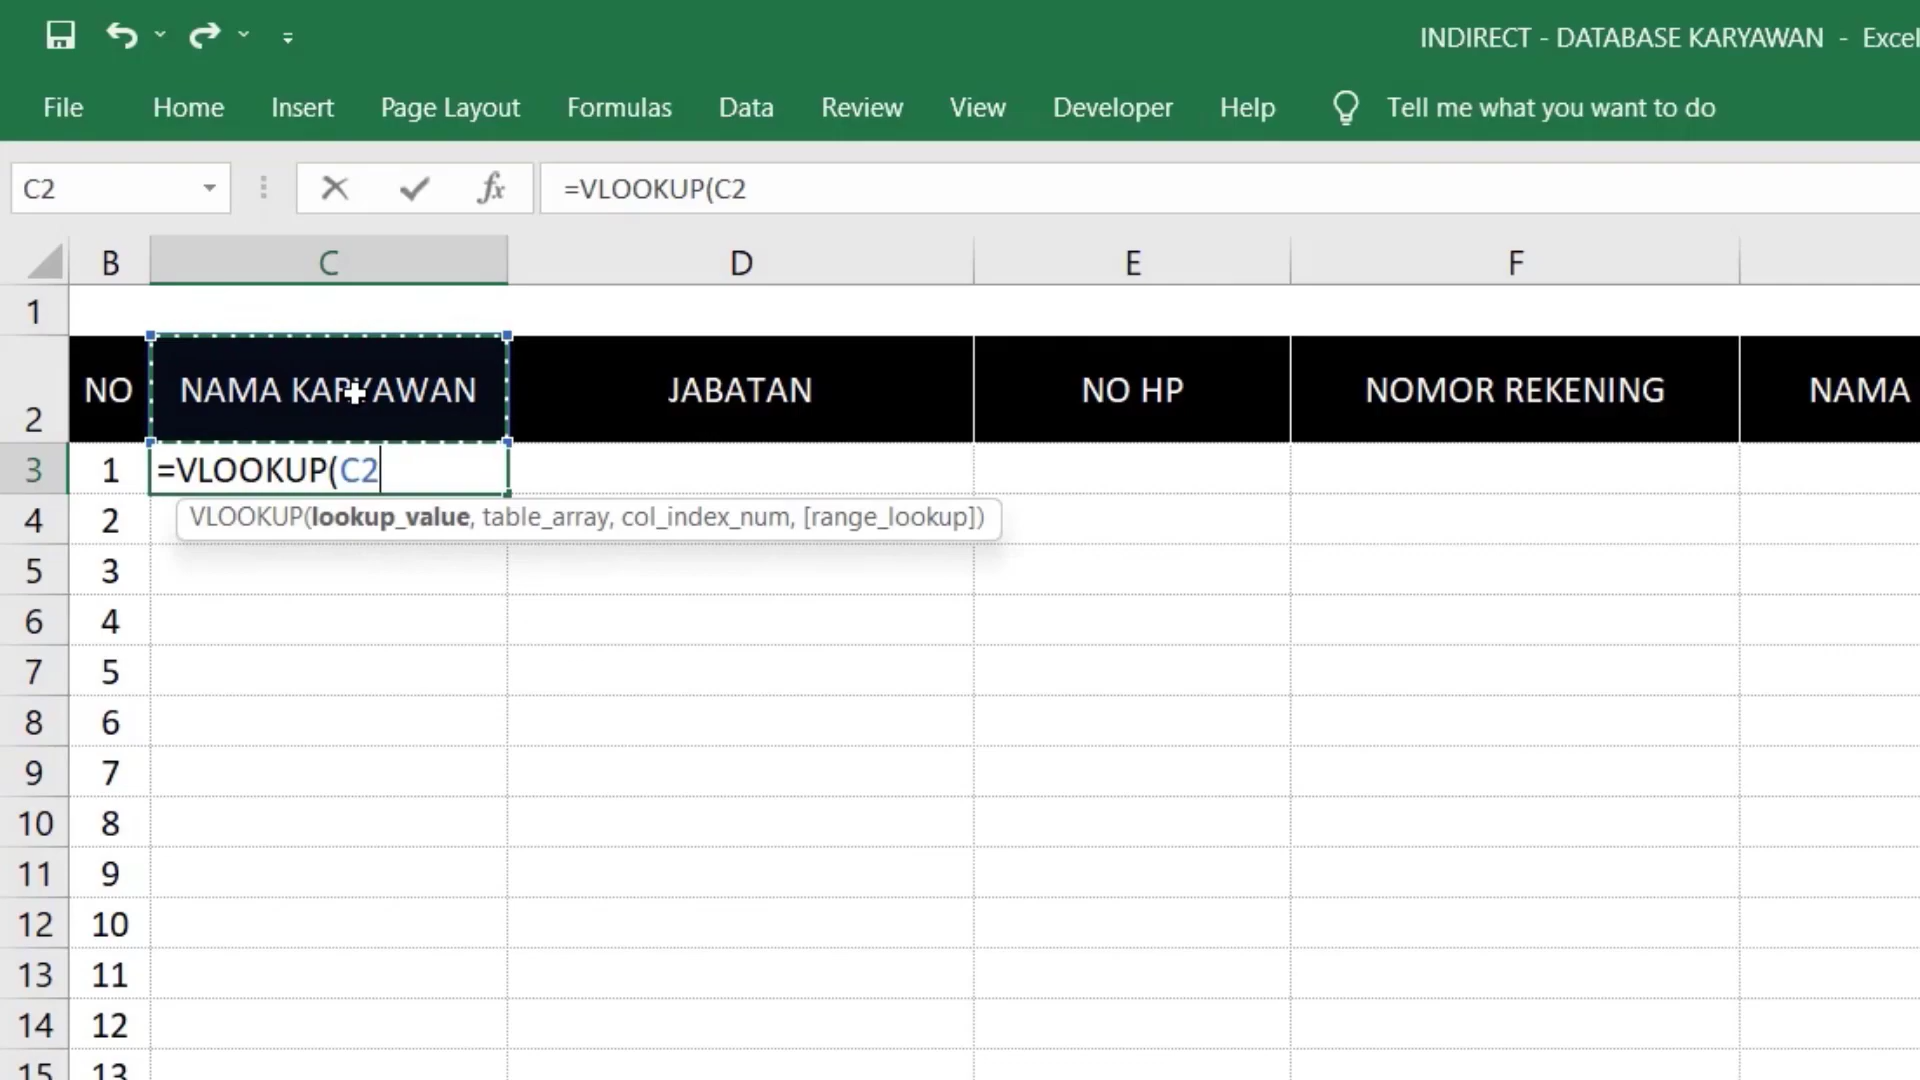 INDIRECT - DATABASE KARYAWAN - Excel
File Home Insert Page Layout Formulas Data Review View Developer Help Tell me what you want to do
C2 fx =VLOOKUP(C2
B C D E F
1
2 NO NAMA KARYAWAN JABATAN NO HP NOMOR REKENING NAMA
3 1 =VLOOKUP(C2
VLOOKUP(lookup_value, table_array, col_index_num, [range_lookup])
4 2
5 3
6 4
7 5
8 6
9 7
10 8
11 9
12 10
13 11
14 12
15 13